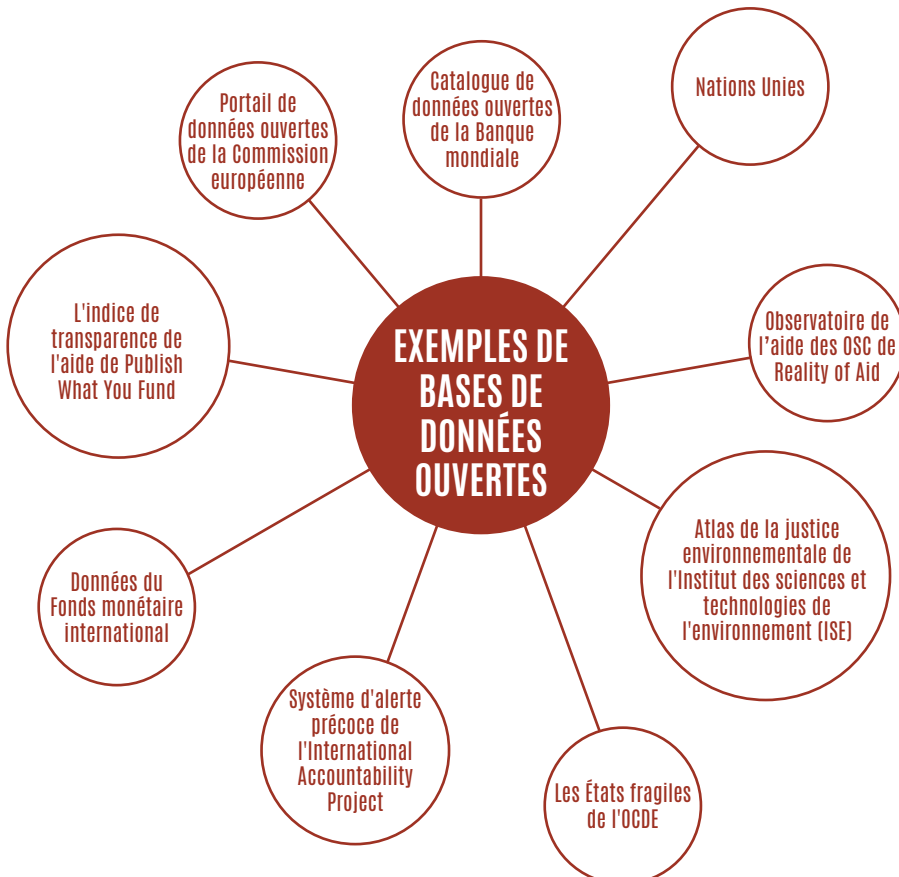 Portail de
données ouvertes
de la Commission
européenne
Catalogue de
données ouvertes
de la Banque
mondiale
Nations Unies
L'indice de
transparence de
l'aide de Publish
What You Fund
EXEMPLES DE
BASES DE
DONNÉES
OUVERTES
Observatoire de
l’aide des OSC de
Reality of Aid
Atlas de la justice
environnementale de
l'Institut des sciences et
technologies de
l'environnement (ISE)
Données du
Fonds monétaire
international
Système d'alerte
précoce de
l'International
Accountability
Project
Les États fragiles
de l'OCDE